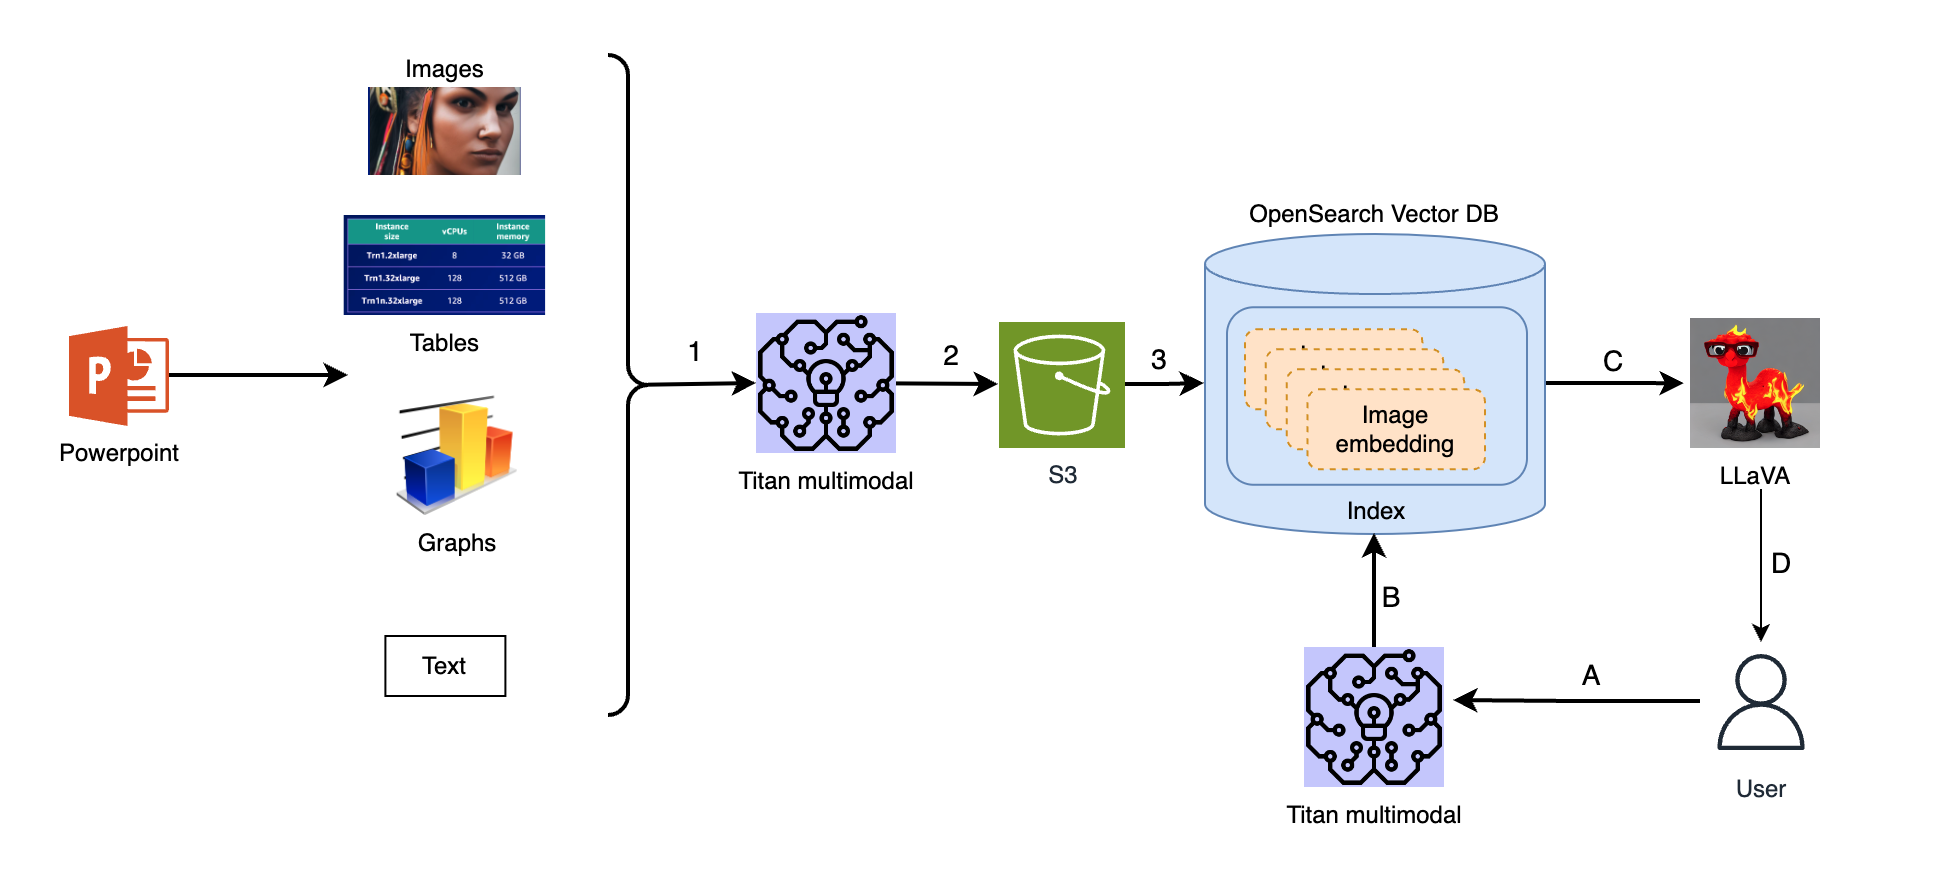 Images
Instance size vCPUs Instance memory
Trn1.2xlarge 8 32 GB
Trn1.32xlarge 128 512 GB
Trn1n.32xlarge 128 512 GB
Tables
P
Powerpoint
Graphs
Text
1
Titan multimodal
2
S3
3
OpenSearch Vector DB
Image
embedding
Index
C
LLaVA
D
B
A
Titan multimodal
User